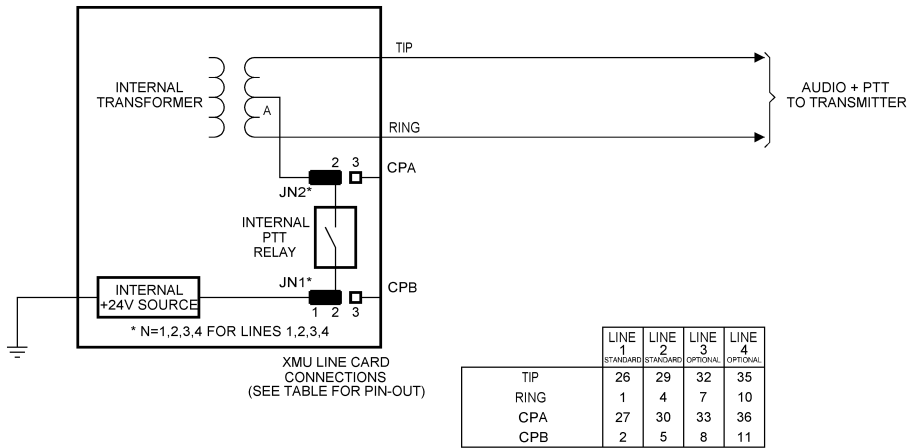 TIP
INTERNAL
TRANSFORMER
A
AUDIO + PTT
TO TRANSMITTER
RING
2 3
CPA
JN2*
INTERNAL
PTT
RELAY
JN1*
CPB
INTERNAL
+24V SOURCE
1 2 3
* N=1,2,3,4 FOR LINES 1,2,3,4
XMU LINE CARD
CONNECTIONS
(SEE TABLE FOR PIN-OUT)
LINE LINE LINE LINE
1 2 3 4
STANDARD STANDARD OPTIONAL OPTIONAL
TIP 26 29 32 35
RING 1 4 7 10
CPA 27 30 33 36
CPB 2 5 8 11